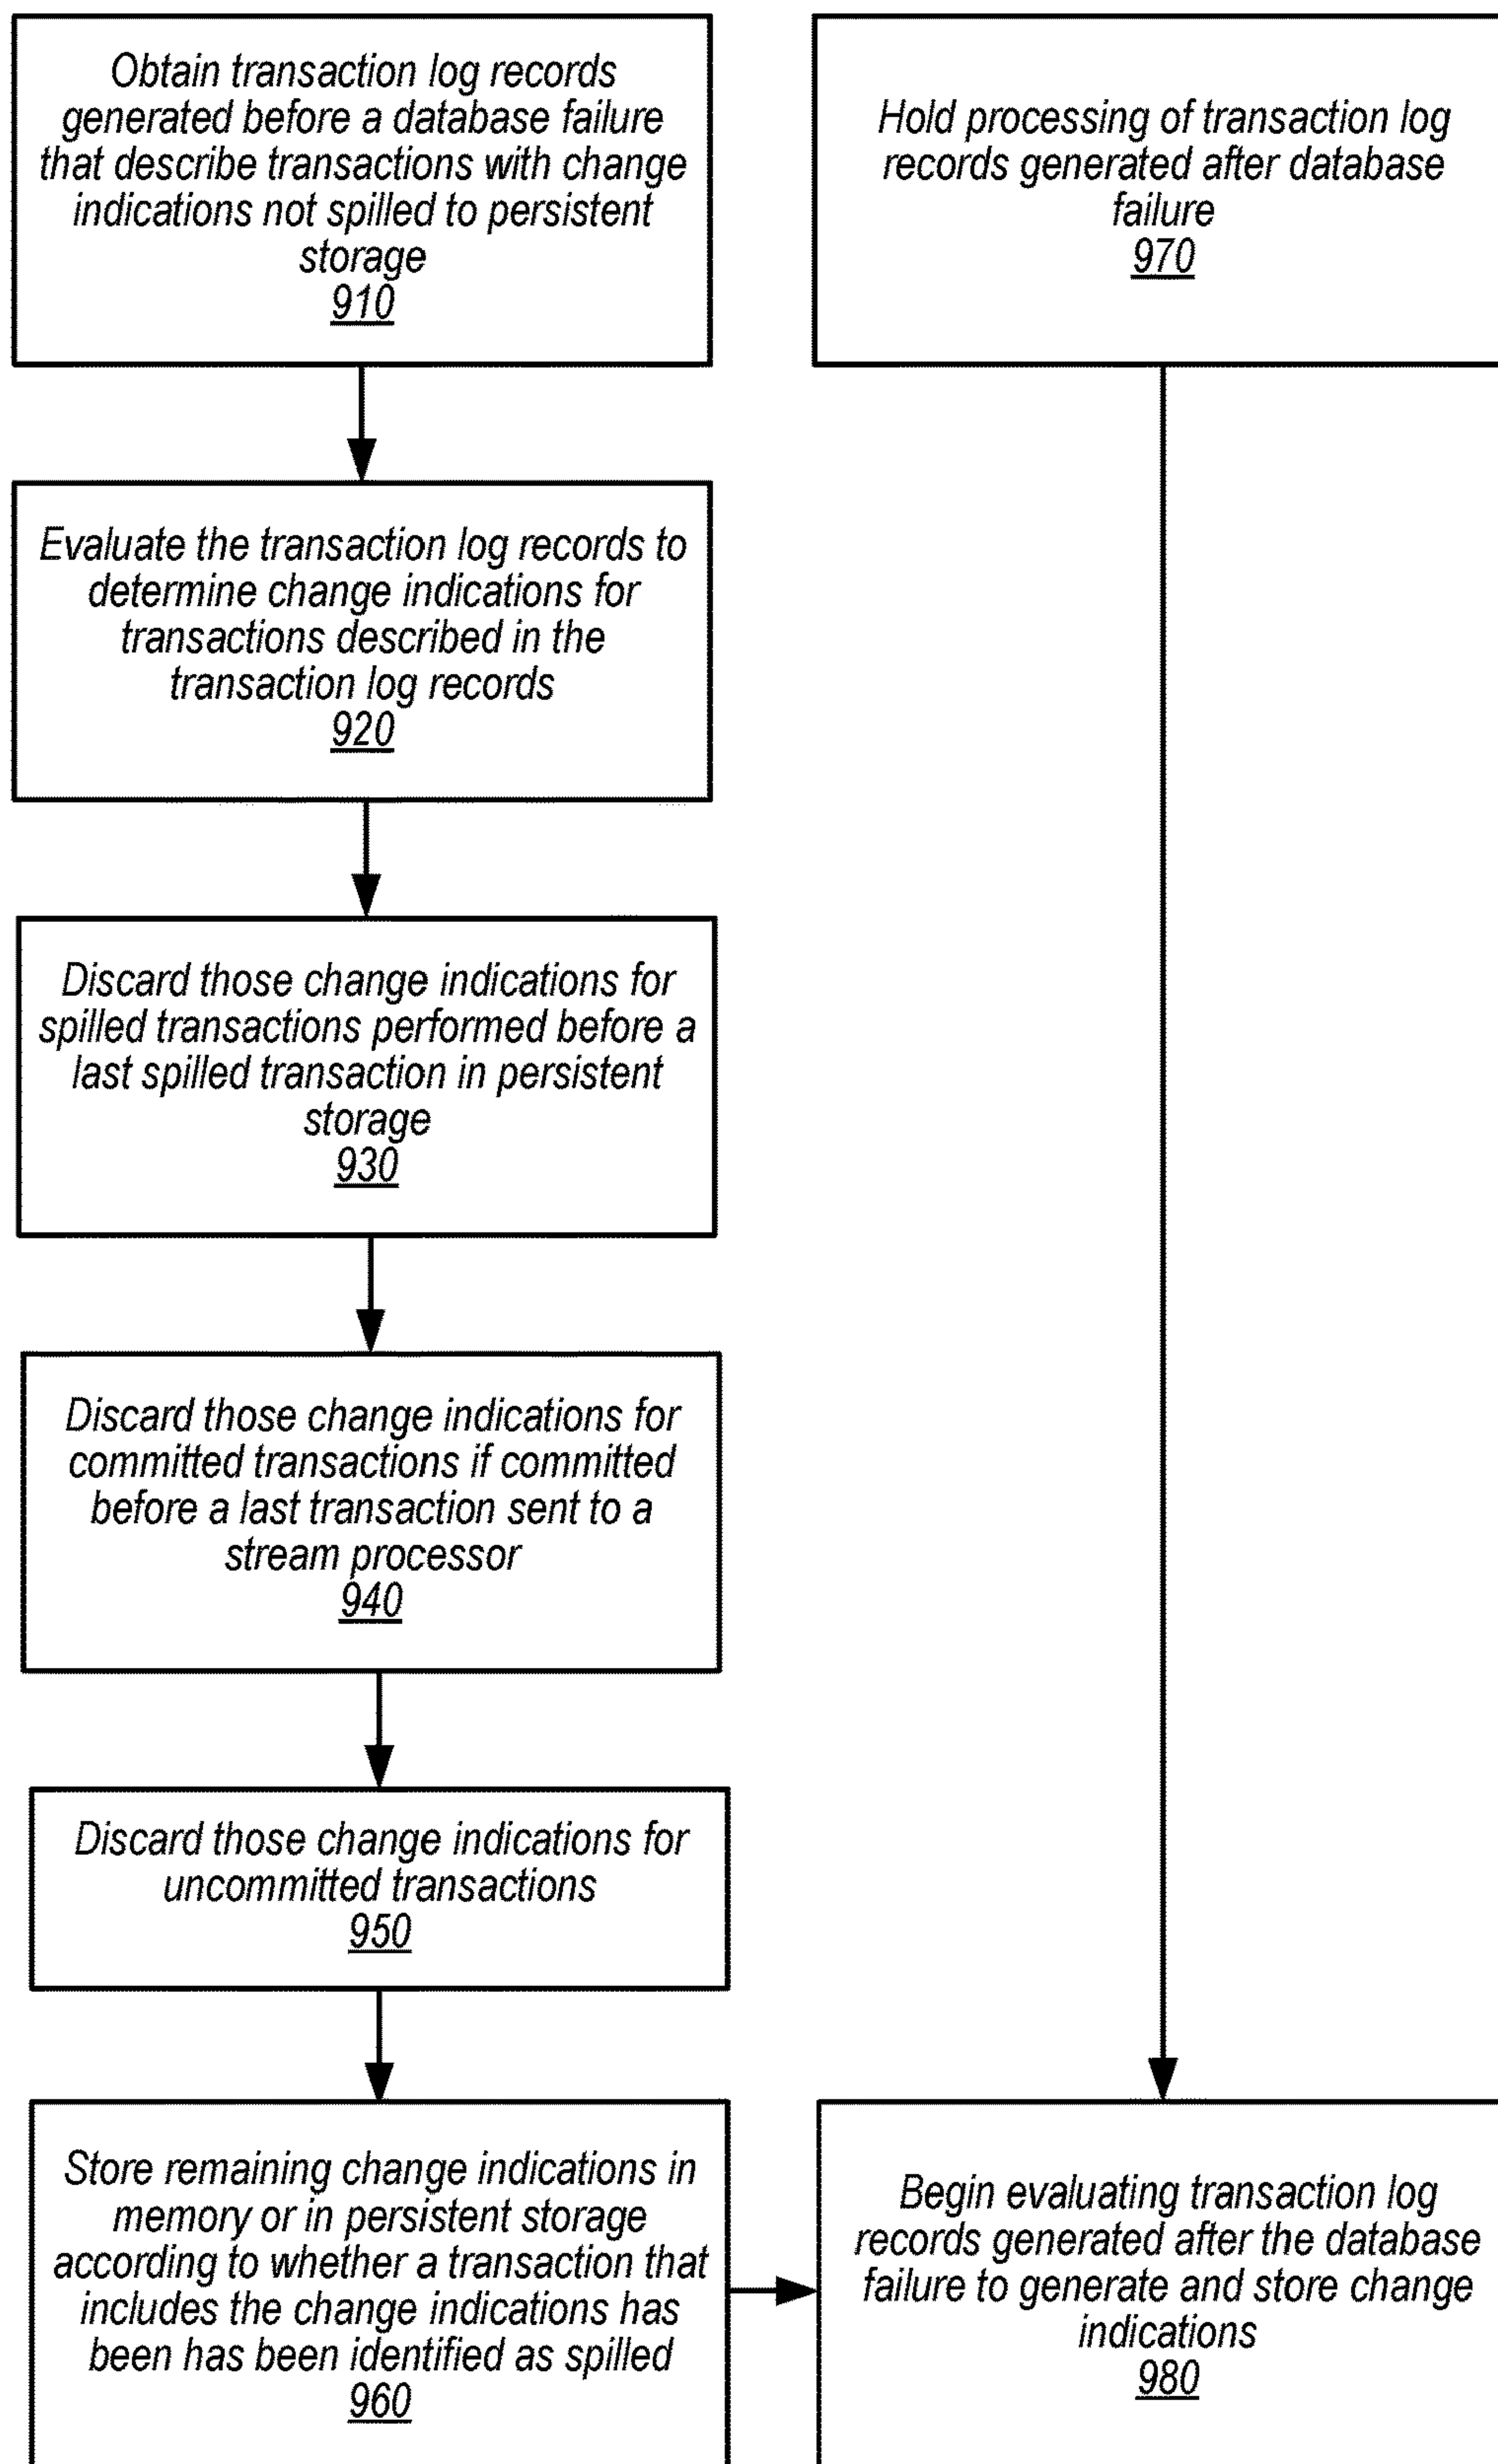 Obtain transaction log records
generated before a database failure
that describe transactions with change
indications not spilled to persistent
storage
910
Hold processing of transaction log
records generated after database
failure
970
Evaluate the transaction log records to
determine change indications for
transactions described in the
transaction log records
920
Discard those change indications for
spilled transactions performed before a
last spilled transaction in persistent
storage
930
Discard those change indications for
committed transactions if committed
before a last transaction sent to a
stream processor
940
Discard those change indications for
uncommitted transactions
950
Store remaining change indications in
memory or in persistent storage
according to whether a transaction that
includes the change indications has
been has been identified as spilled
960
Begin evaluating transaction log
records generated after the database
failure to generate and store change
indications
980